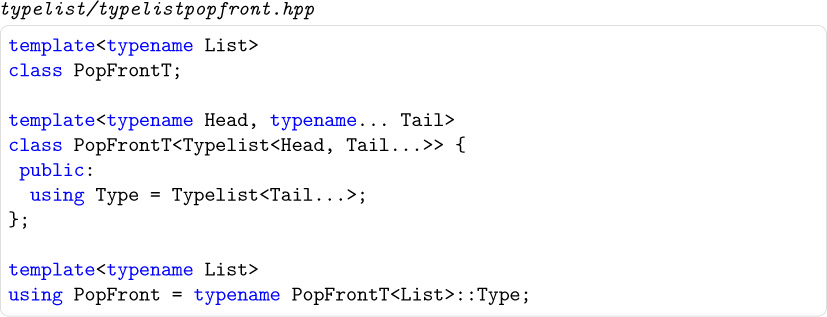 typelist/typelistpopfront.hpp
template<typename List>
class PopFrontT;
template<typename Head, typename... Tail>
class PopFrontT<Typelist<Head, Tail...>> {
public:
using Type = Typelist<Tail...>;
};
template<typename List>
using PopFront = typename PopFrontT<List>::Type;